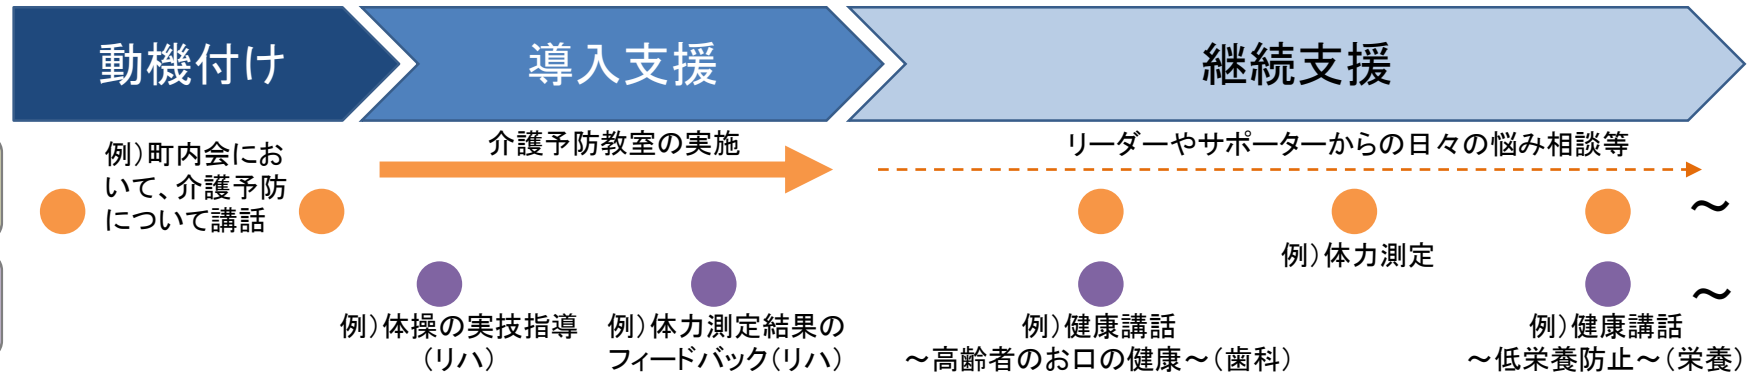 動機付け
導入支援
継続支援
例）町内会にお
いて、介護予防
について講話
介護予防教室の実施
リーダーやサポーターからの日々の悩み相談等
～
例）体力測定
～
例）体操の実技指導
（リハ）
例）体力測定結果の
フィードバック（リハ）
例）健康講話
～高齢者のお口の健康～（歯科）
例）健康講話
～低栄養防止～（栄養）